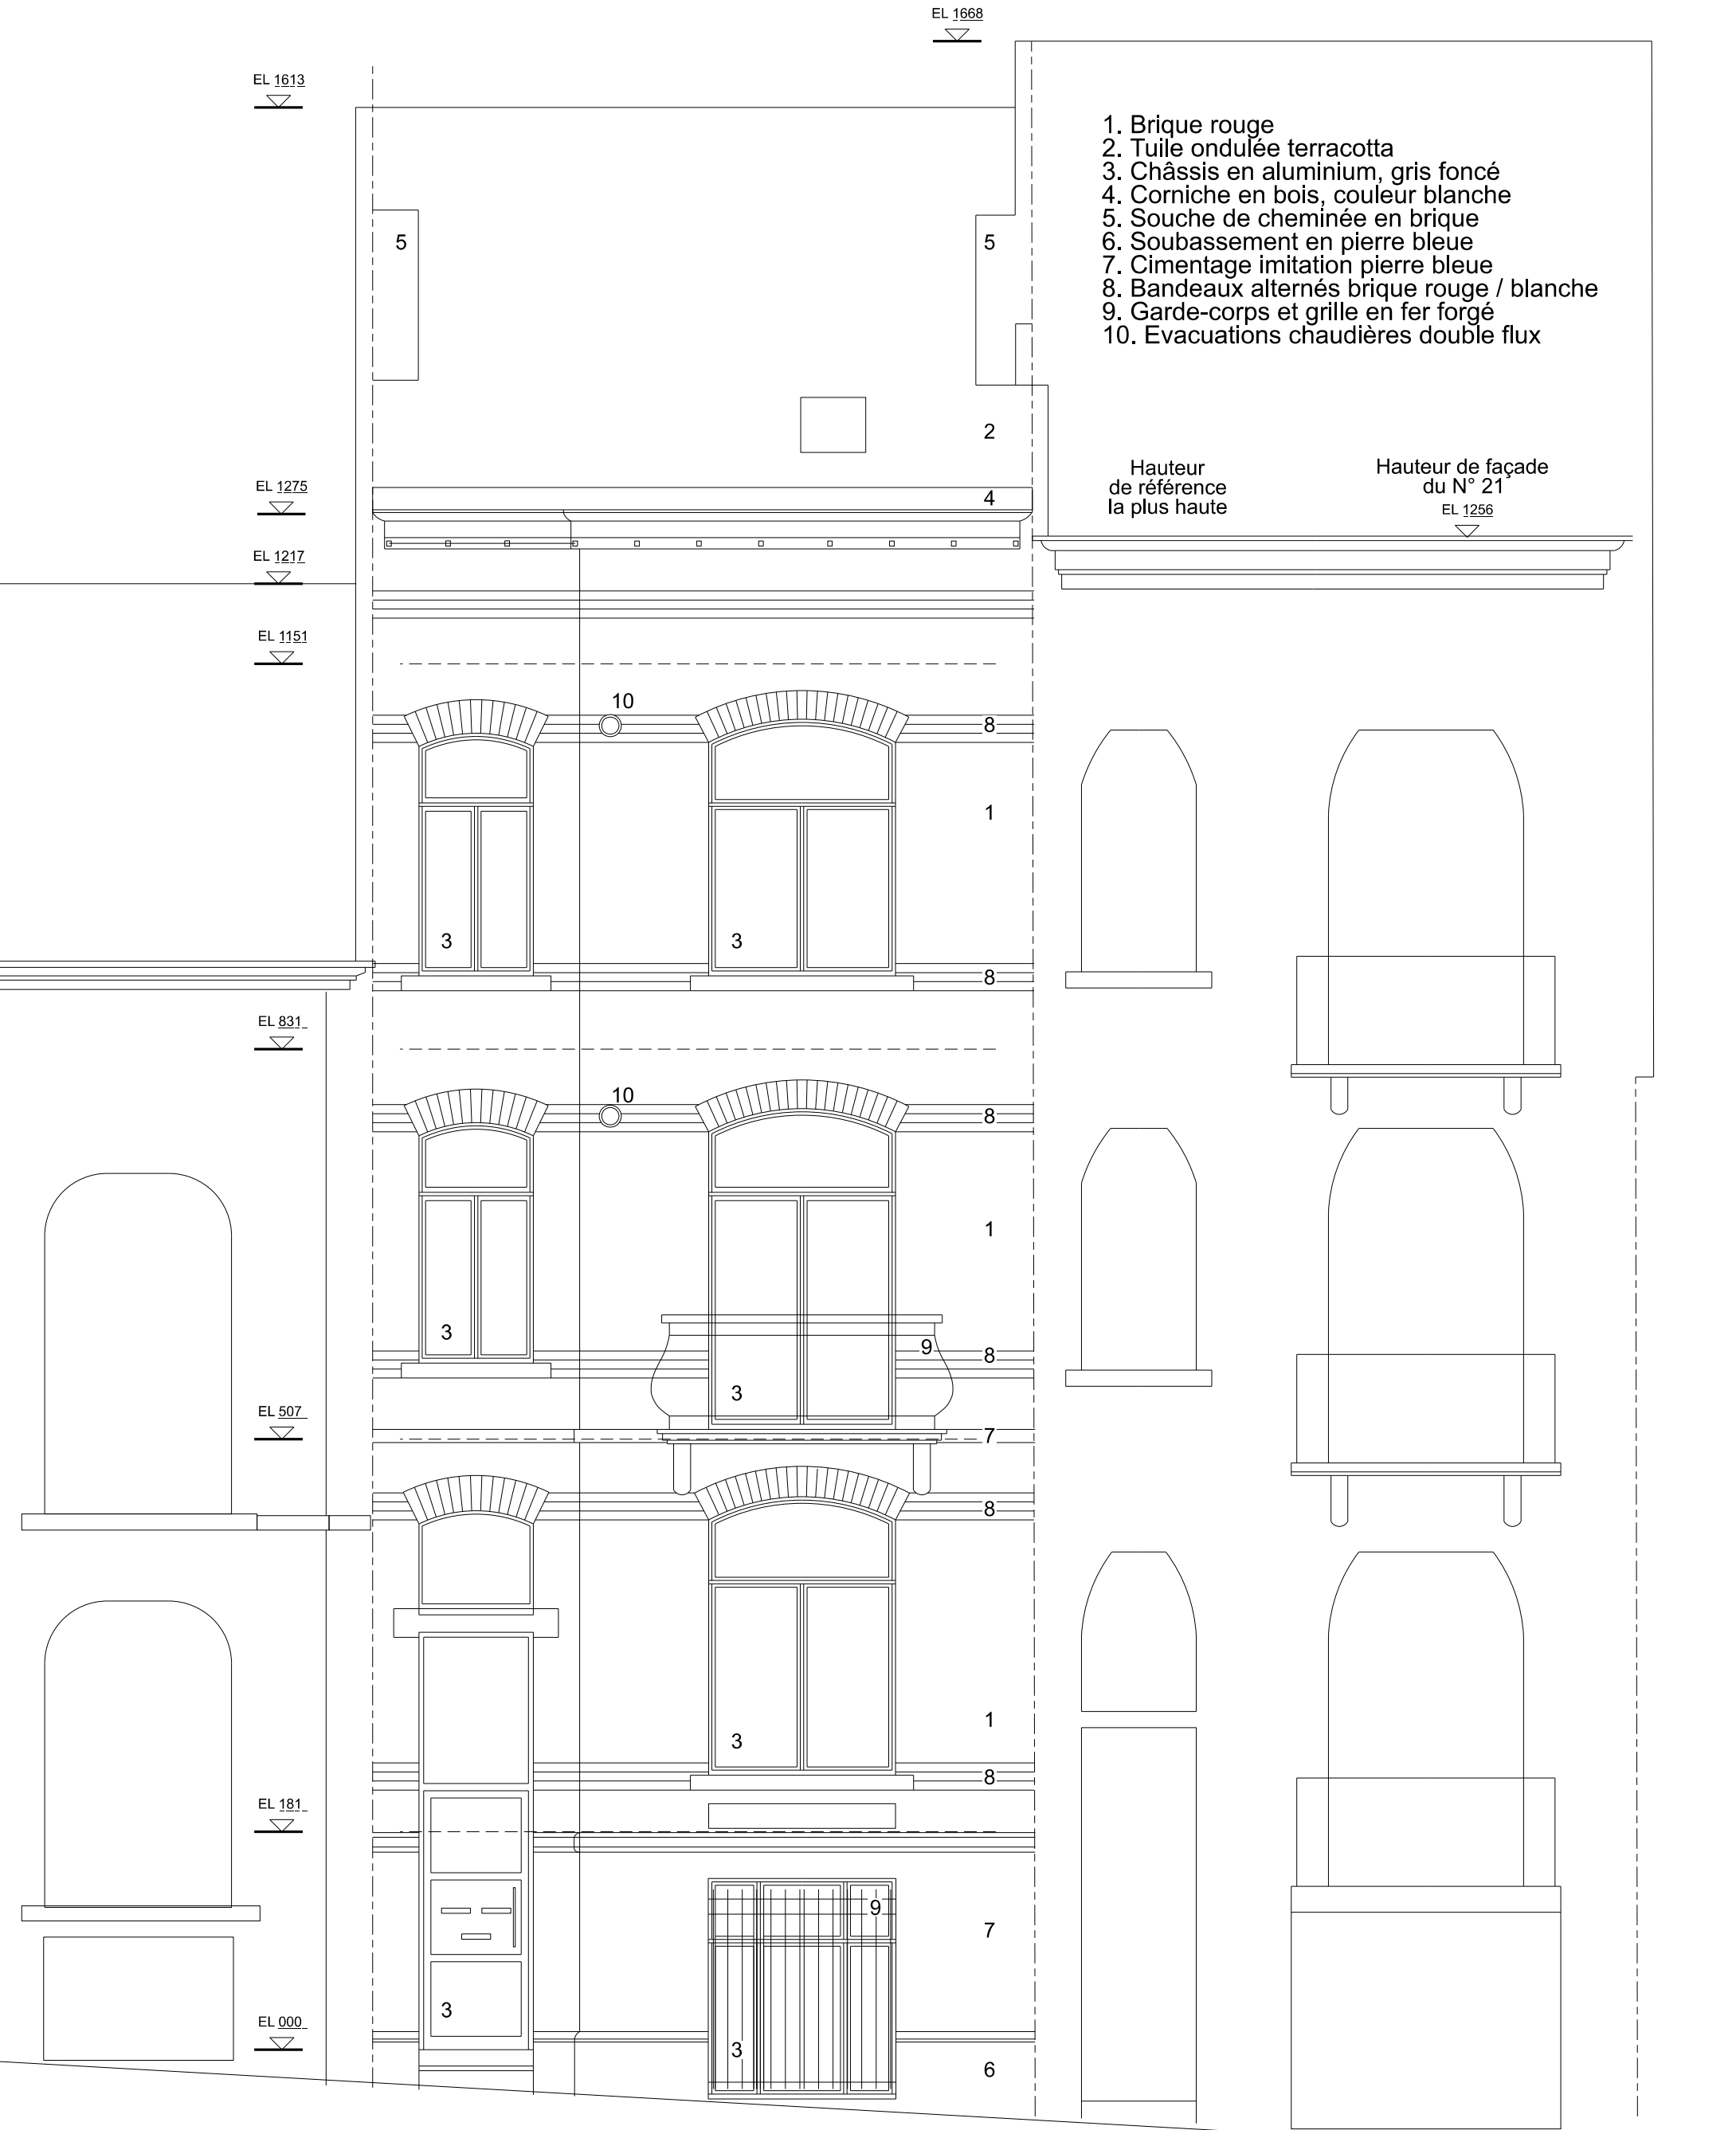 EL 1668
EL 1613
1. Brique rouge
2. Tuile ondulée terracotta
3. Châssis en aluminium, gris foncé
4. Corniche en bois, couleur blanche
5. Souche de cheminée en brique
6. Soubassement en pierre bleue
7. Cimentage imitation pierre bleue
8. Bandeaux alternés brique rouge / blanche
9. Garde-corps et grille en fer forgé
10. Evacuations chaudières double flux
5
5
2
Hauteur
de référence
la plus haute
Hauteur de façade
du N° 21
EL 1256
EL 1275
4
EL 1217
EL 1151
10
8
1
3
3
8
EL 831
10
8
1
3
9
8
3
EL 507
7
8
1
3
8
EL 181
9
7
3
EL 000
3
6